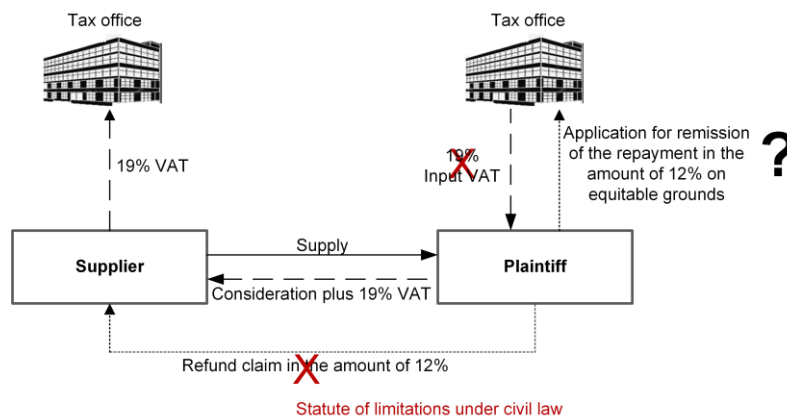 Tax office
Tax office
19% VAT
19%
Input VAT
Application for remission
of the repayment in the
amount of 12% on
equitable grounds
?
Supplier
Supply
Plaintiff
Consideration plus 19% VAT
Refund claim in the amount of 12%
Statute of limitations under civil law